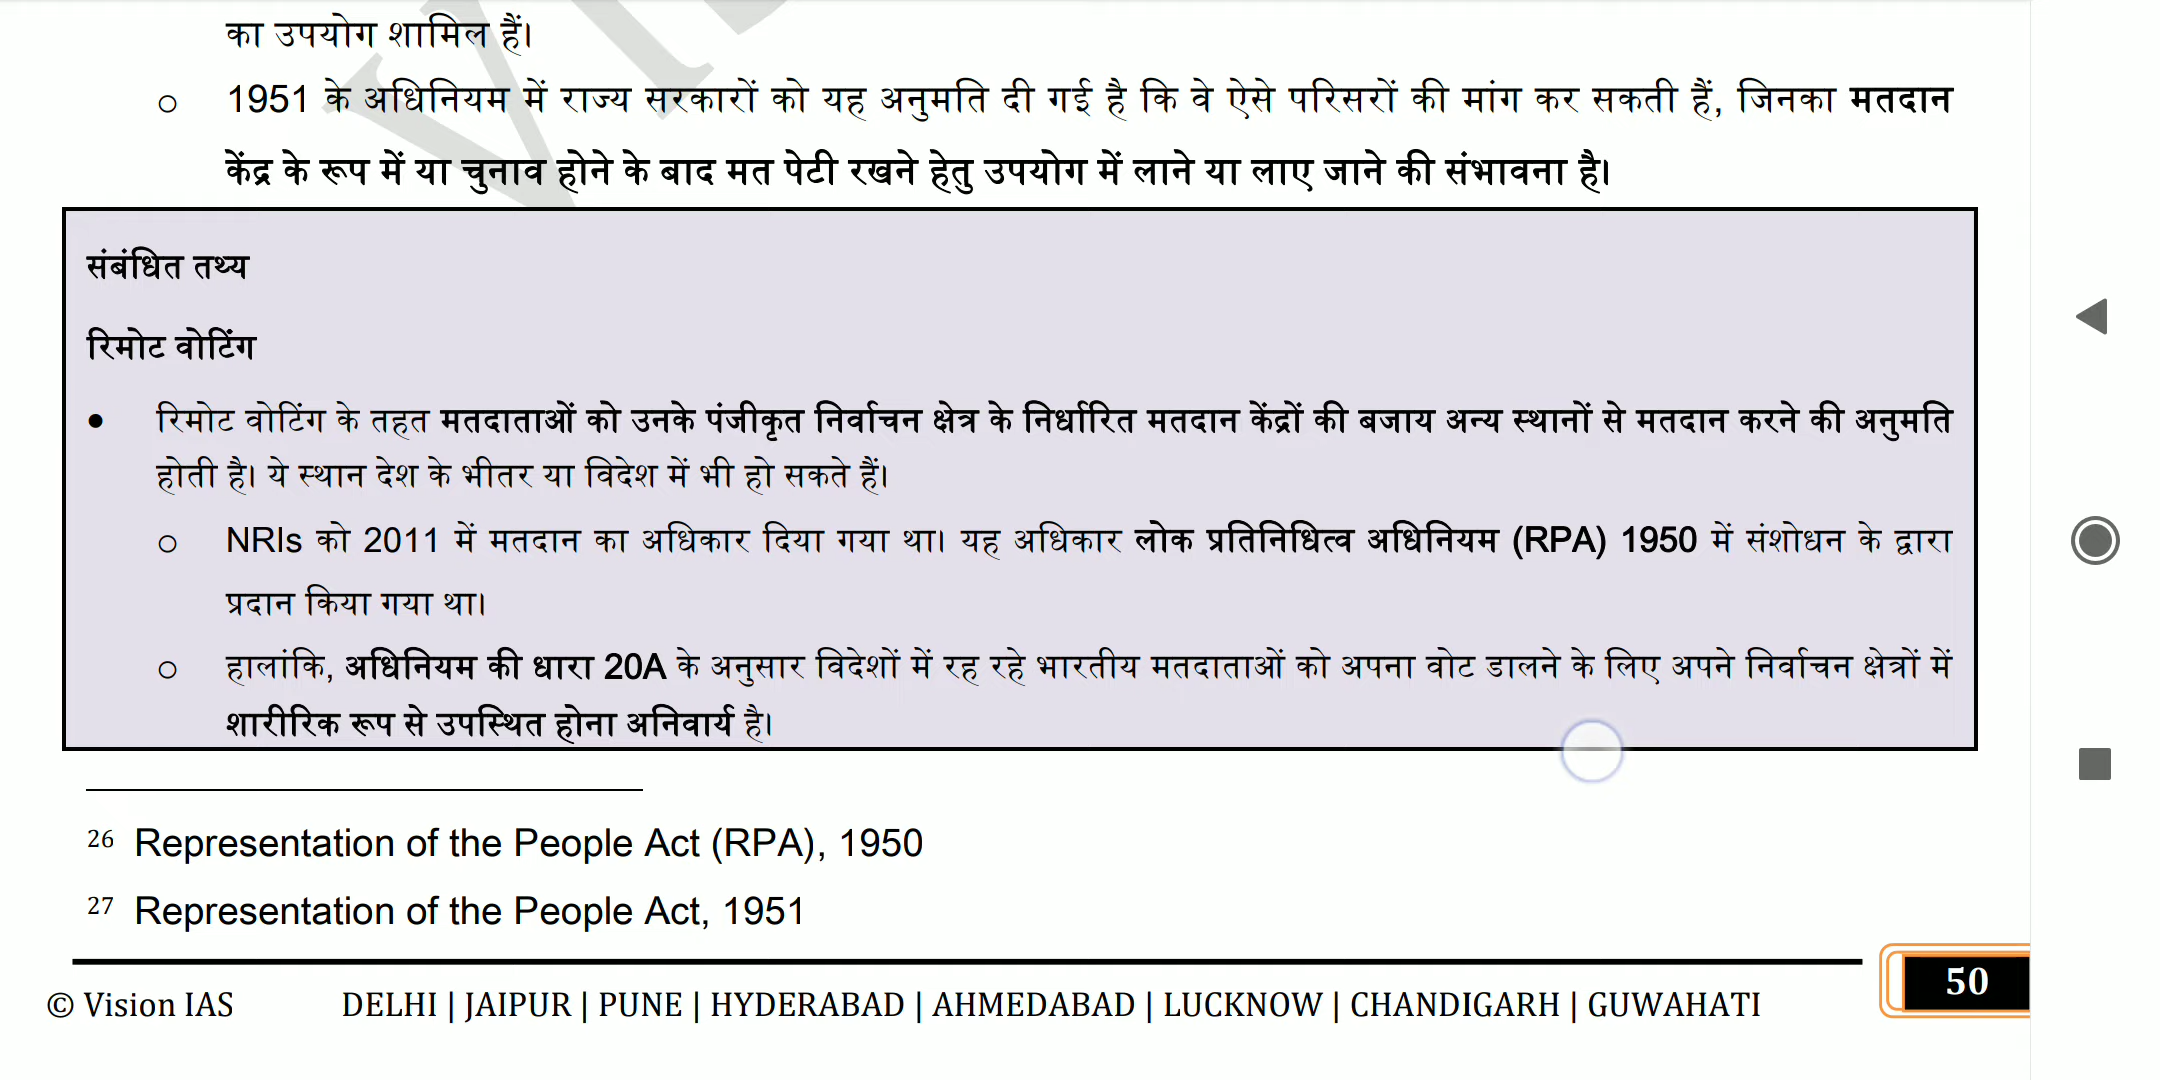 का उपयोग शामिल हैं।
○ 1951 के अधिनियम में राज्य सरकारों को यह अनुमति दी गई है कि वे ऐसे परिसरों की मांग कर सकती हैं, जिनका मतदान
केंद्र के रूप में या चुनाव होने के बाद मत पेटी रखने हेतु उपयोग में लाने या लाए जाने की संभावना है।
संबंधित तथ्य
रिमोट वोटिंग
● रिमोट वोटिंग के तहत मतदाताओं को उनके पंजीकृत निर्वाचन क्षेत्र के निर्धारित मतदान केंद्रों की बजाय अन्य स्थानों से मतदान करने की अनुमति
होती है। ये स्थान देश के भीतर या विदेश में भी हो सकते हैं।
○ NRIs को 2011 में मतदान का अधिकार दिया गया था। यह अधिकार लोक प्रतिनिधित्व अधिनियम (RPA) 1950 में संशोधन के द्वारा
प्रदान किया गया था।
○ हालांकि, अधिनियम की धारा 20A के अनुसार विदेशों में रह रहे भारतीय मतदाताओं को अपना वोट डालने के लिए अपने निर्वाचन क्षेत्रों में
शारीरिक रूप से उपस्थित होना अनिवार्य है।
26 Representation of the People Act (RPA), 1950
27 Representation of the People Act, 1951
50
© Vision IAS DELHI | JAIPUR | PUNE | HYDERABAD | AHMEDABAD | LUCKNOW | CHANDIGARH | GUWAHATI